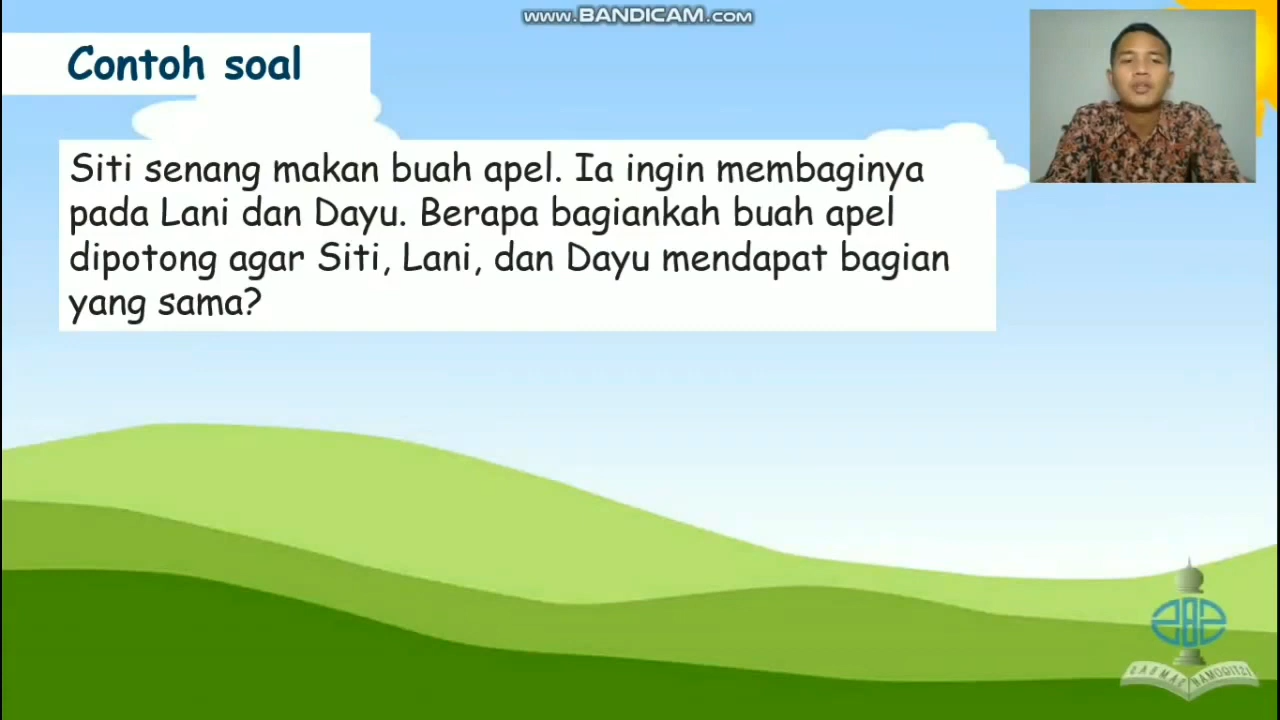 www.BANDICAM.com
Contoh soal
Siti senang makan buah apel. Ia ingin membaginya
pada Lani dan Dayu. Berapa bagiankah buah apel
dipotong agar Siti, Lani, dan Dayu mendapat bagian
yang sama?